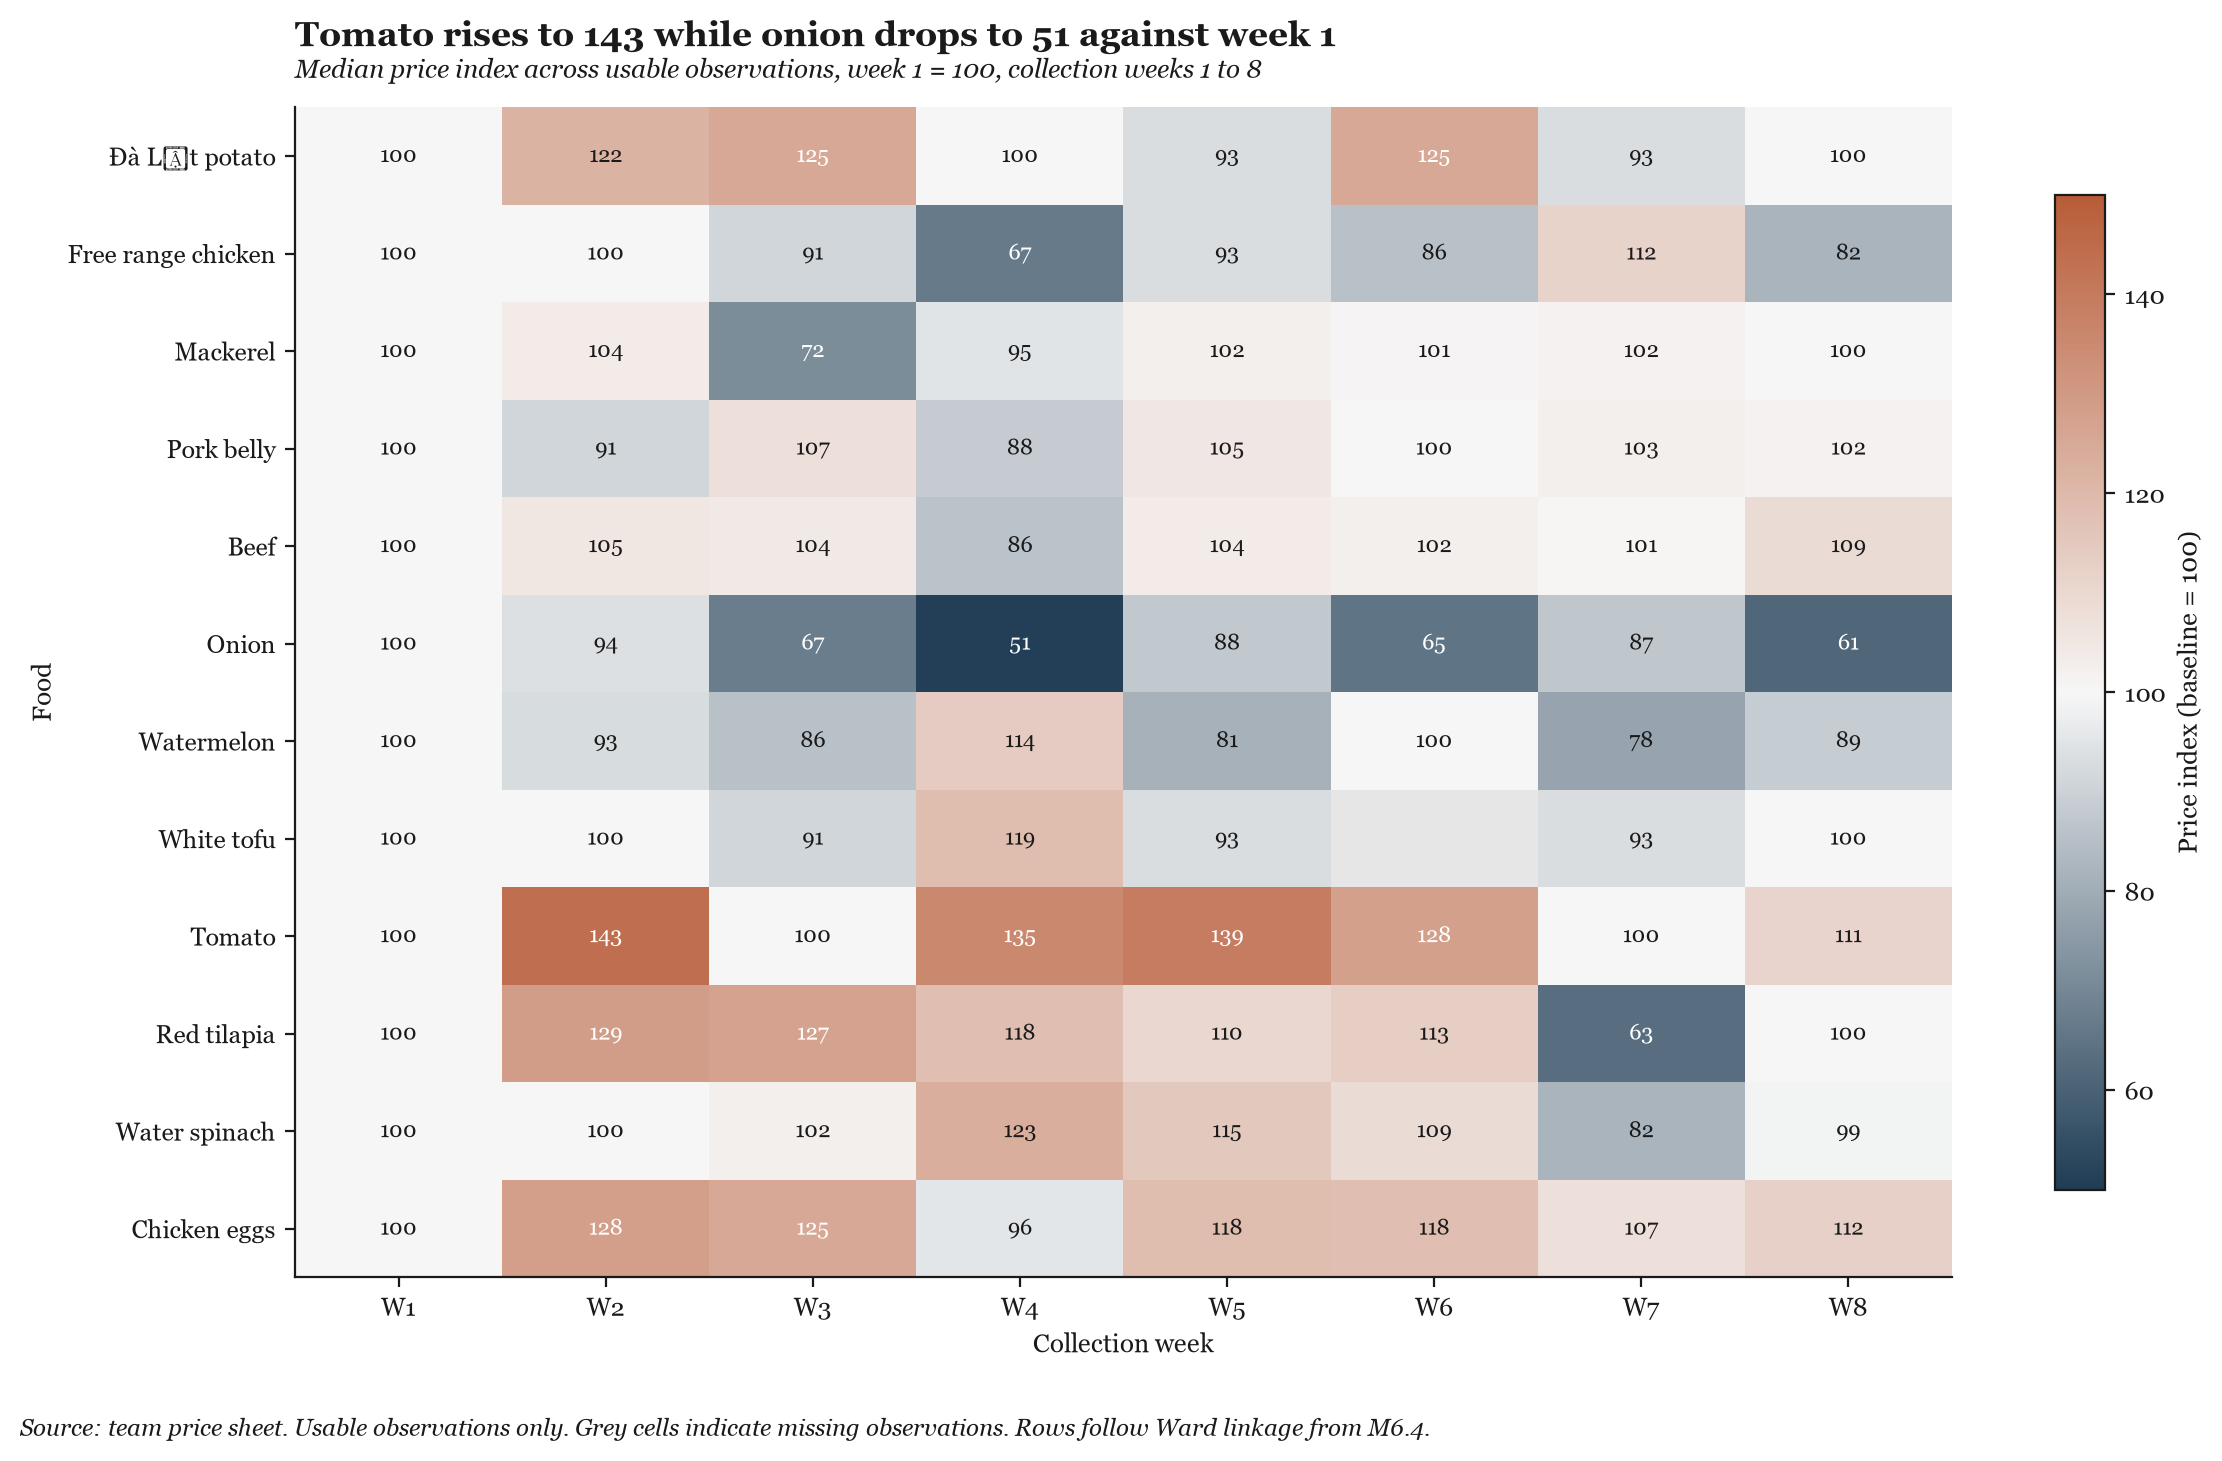 Tomato rises to 143 while onion drops to 51 against week 1
Median price index across usable observations, week 1 = 100, collection weeks 1 to 8
Đà Lạt potato 100 122 125 100 93 125 93 100
Free range chicken 100 100 91 67 93 86 112 82
Mackerel 100 104 72 95 102 101 102 100
Pork belly 100 91 107 88 105 100 103 102
Beef 100 105 104 86 104 102 101 109
Onion 100 94 67 51 88 65 87 61
Watermelon 100 93 86 114 81 100 78 89
White tofu 100 100 91 119 93 93 100
Tomato 100 143 100 135 139 128 100 111
Red tilapia 100 129 127 118 110 113 63 100
Water spinach 100 100 102 123 115 109 82 99
Chicken eggs 100 128 125 96 118 118 107 112
W1 W2 W3 W4 W5 W6 W7 W8
Collection week
Food
140
120
100
80
60
Price index (baseline = 100)
Source: team price sheet. Usable observations only. Grey cells indicate missing observations. Rows follow Ward linkage from M6.4.